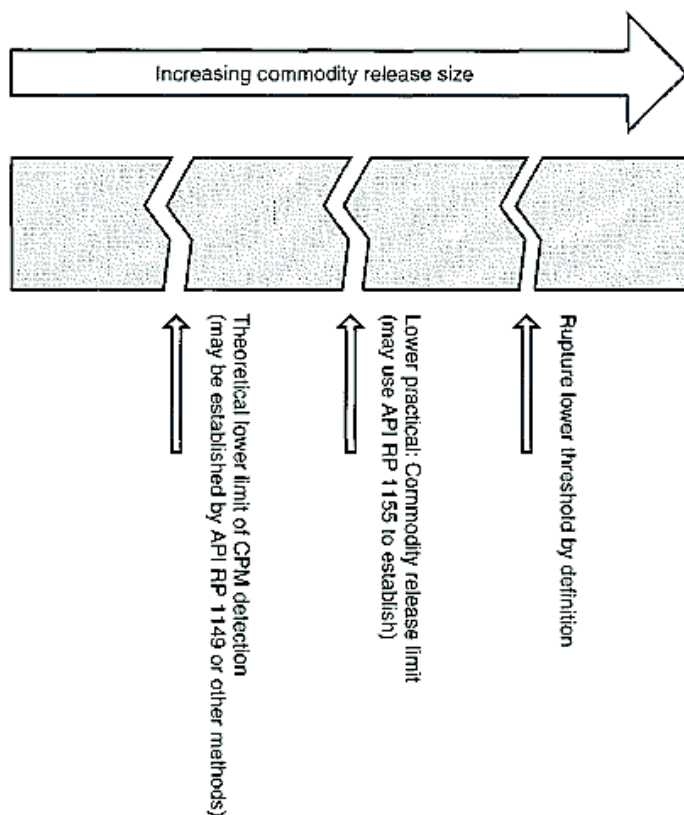 Increasing commodity release size
Theoretical lower limit of CPM detection
(may be established by API RP 1149 or other methods)
Lower practical: Commodity release limit
(may use API RP 1155 to establish)
Rupture lower threshold by definition